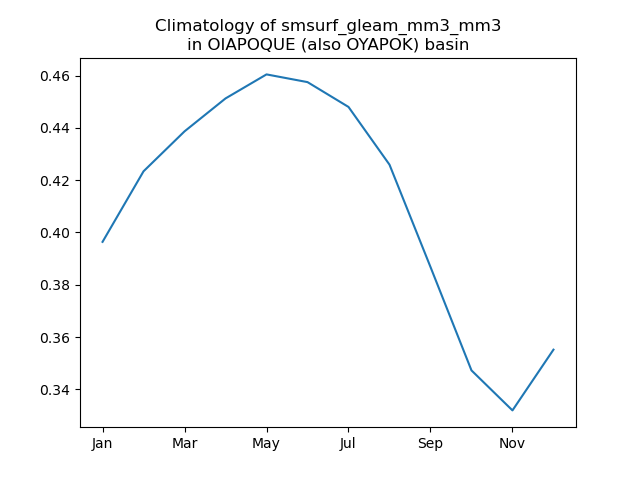 Climatology of smsurf_gleam_mm3_mm3
in OIAPOQUE (also OYAPOK) basin
0.46
0.44
0.42
0.40
0.38
0.36
0.34
Jan Mar May Jul Sep Nov